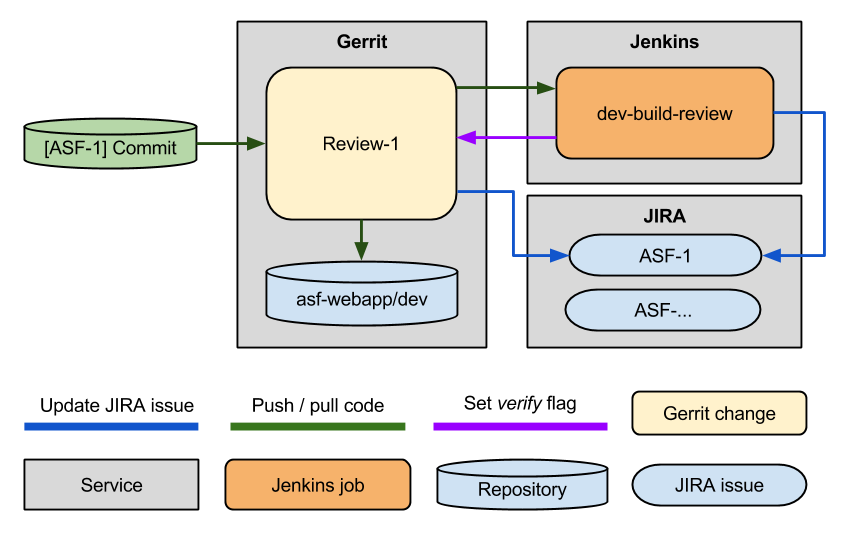 Gerrit
Jenkins
[ASF-1] Commit
Review-1
dev-build-review
asf-webapp/dev
JIRA
ASF-1
ASF-...
Update JIRA issue
Push / pull code
Set verify flag
Gerrit change
Service
Jenkins job
Repository
JIRA issue